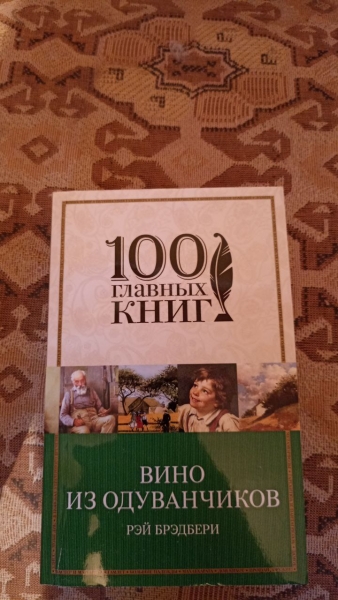 100
ГЛАВНЫХ
КНИГ
ВИНО
ИЗ ОДУВАНЧИКОВ
РЭЙ БРЭДБЕРИ